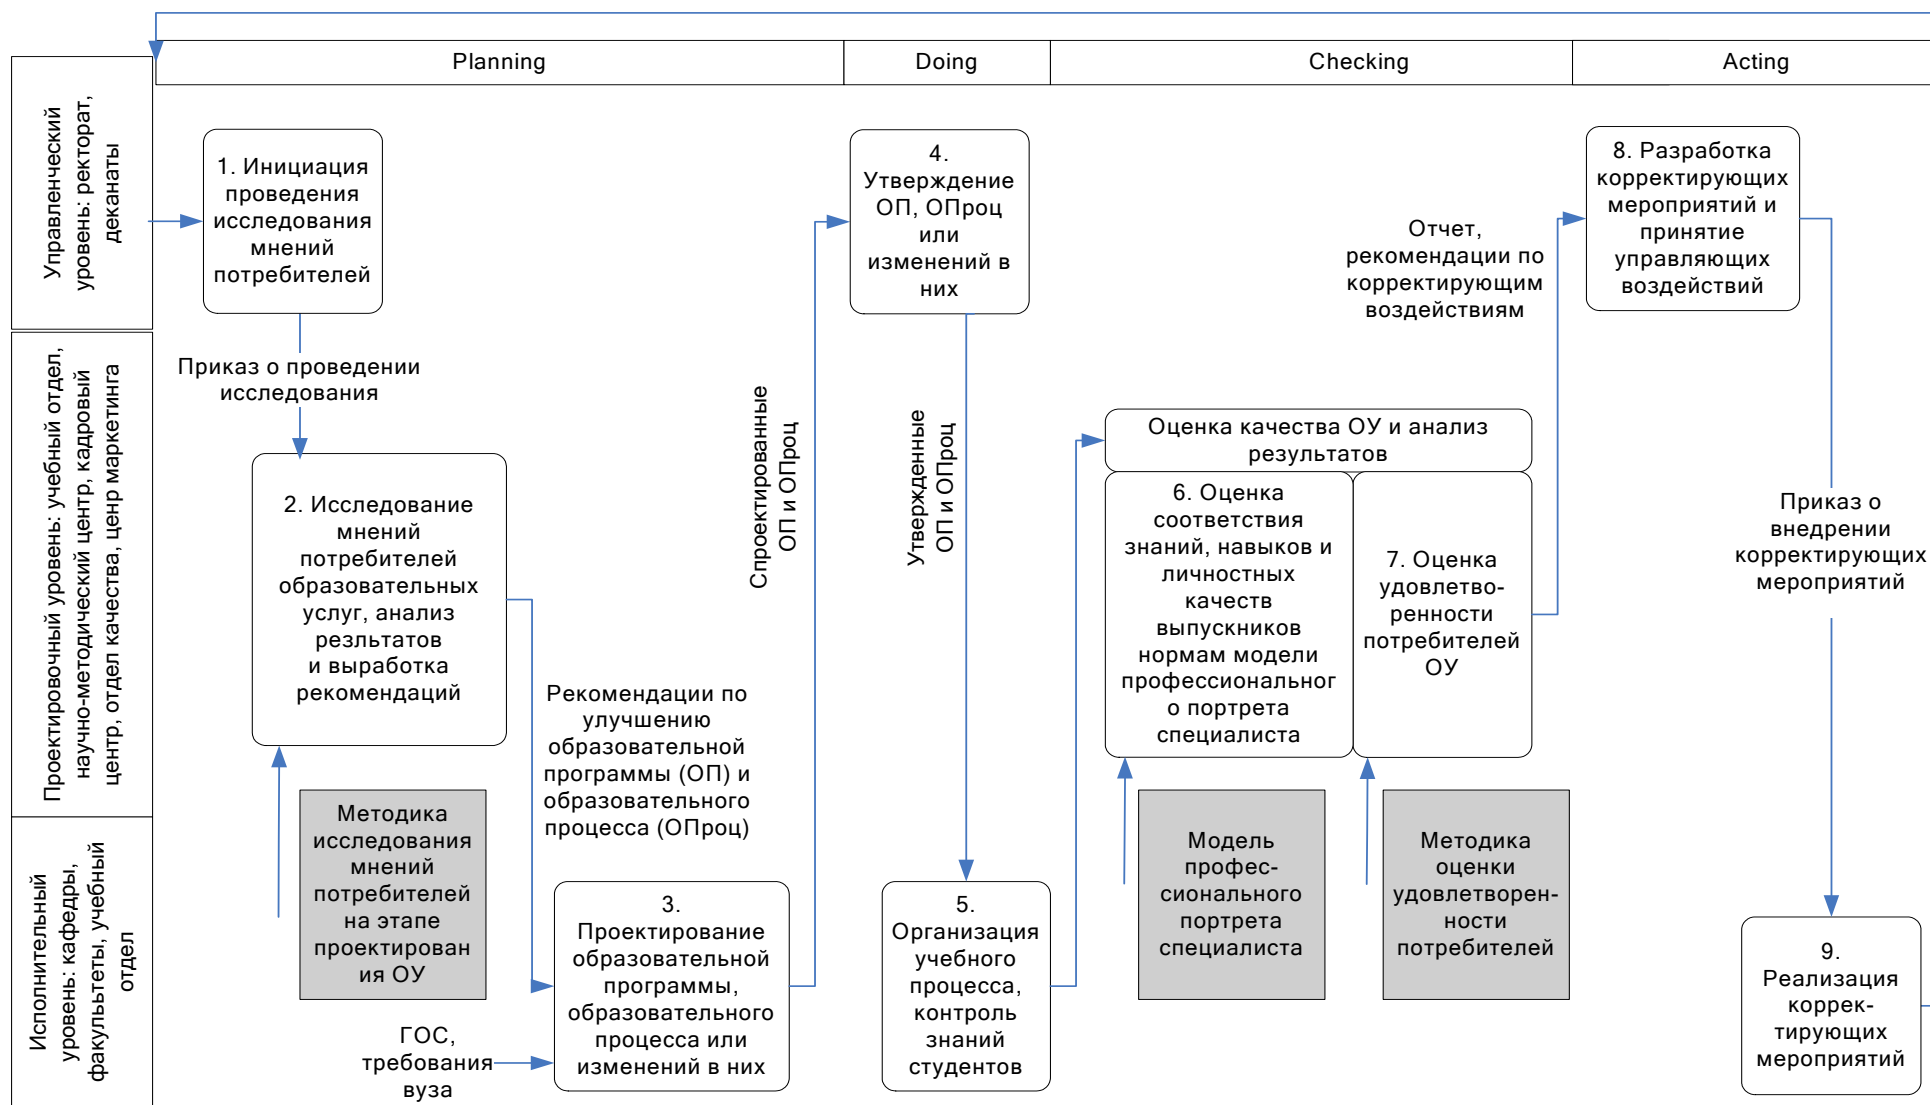 Planning
Doing
Checking
Acting
Управленческий
уровень: ректорат,
деканаты
1. Инициация
проведения
исследования
мнений
потребителей
4.
Утверждение
ОП, ОПроц
или
изменений в
них
8. Разработка
корректирующих
мероприятий и
принятие
управляющих
воздействий
Отчет,
рекомендации по
корректирующим
воздействиям
Проектировочный уровень: учебный отдел,
научно-методический центр, кадровый
центр, отдел качества, ценр маркетинга
Приказ о проведении
исследования
2. Исследование
мнений
потребителей
образовательных
услуг, анализ
резльтатов
и выработка
рекомендаций
Спроектированные
ОП и ОПроц
Утвержденные
ОП и ОПроц
Оценка качества ОУ и анализ
результатов
6. Оценка
соответствия
знаний, навыков и
личностных
качеств
выпускников
нормам модели
профессиональног
о портрета
специалиста
7. Оценка
удовлетво-
ренности
потребителей
ОУ
Приказ о
внедрении
корректирующих
мероприятий
Рекомендации по
улучшению
образовательной
программы (ОП) и
образовательного
процесса (ОПроц)
Исполнительный
уровень: кафедры,
факультеты, учебный
отдел
Методика
исследования
мнений
потребителей
на этапе
проектирован
ия ОУ
ГОС,
требования
вуза
3.
Проектирование
образовательной
программы,
образовательного
процесса или
изменений в них
5.
Организация
учебного
процесса,
контроль
знаний
студентов
Модель
профес-
сионального
портрета
специалиста
Методика
оценки
удовлетворен-
ности
потребителей
9.
Реализация
коррек-
тирующих
мероприятий